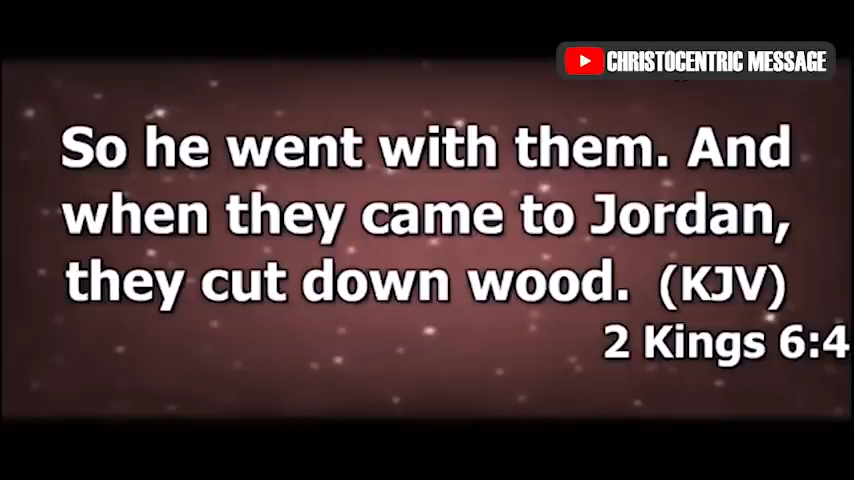 CHRISTOCENTRIC MESSAGE
So he went with them. And
when they came to Jordan,
they cut down wood. (KJV)
2 Kings 6:4